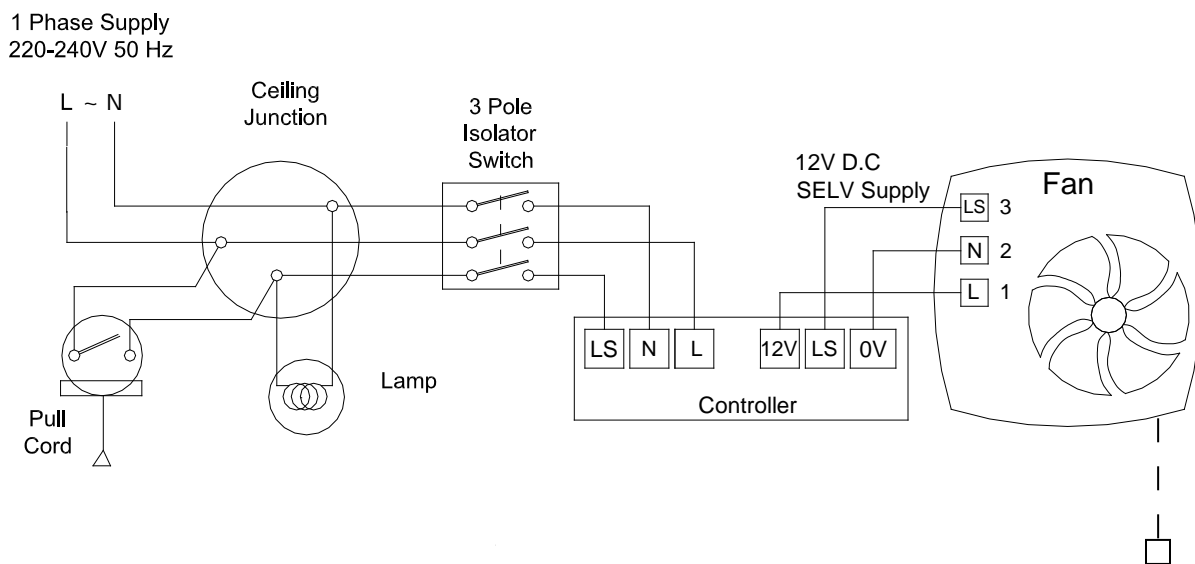 1 Phase Supply
220-240V 50 Hz
L ~ N
Ceiling
Junction
3 Pole
Isolator
Switch
12V D.C
SELV Supply
Fan
LS 3
N 2
L 1
LS N L 12V LS 0V
Controller
Lamp
Pull
Cord